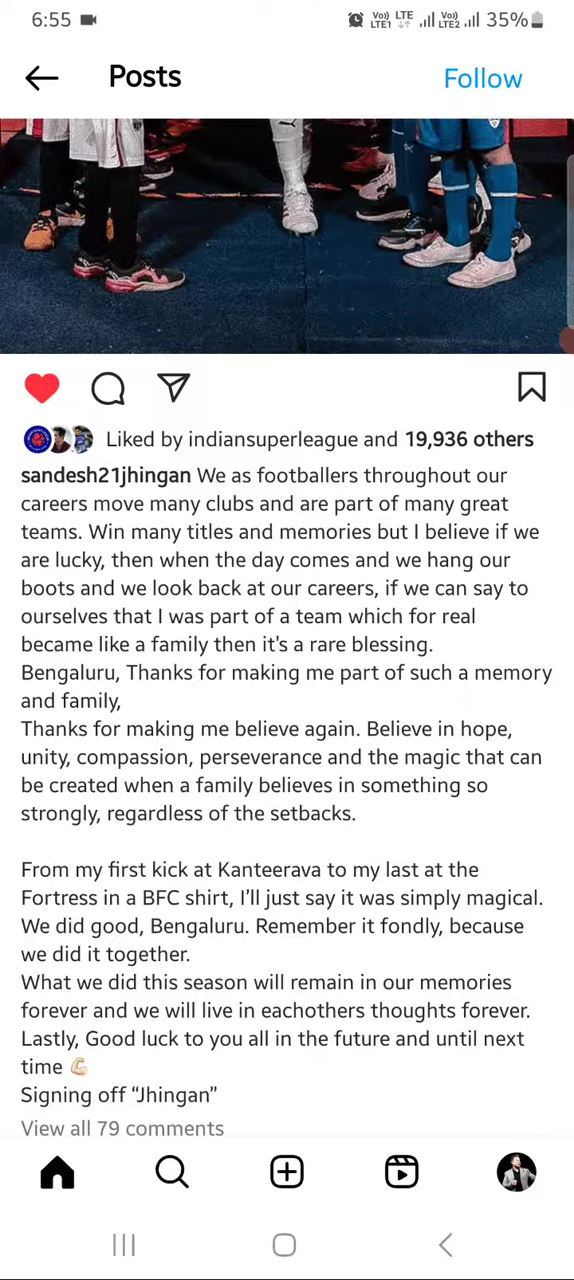 6:55
Vo) LTE Vo) 35%
LTE1 LTE2
Posts
Follow
Liked by indiansuperleague and 19,936 others
sandesh21jhingan We as footballers throughout our
careers move many clubs and are part of many great
teams. Win many titles and memories but I believe if we
are lucky, then when the day comes and we hang our
boots and we look back at our careers, if we can say to
ourselves that I was part of a team which for real
became like a family then it's a rare blessing.
Bengaluru, Thanks for making me part of such a memory
and family,
Thanks for making me believe again. Believe in hope,
unity, compassion, perseverance and the magic that can
be created when a family believes in something so
strongly, regardless of the setbacks.
From my first kick at Kanteerava to my last at the
Fortress in a BFC shirt, I'll just say it was simply magical.
We did good, Bengaluru. Remember it fondly, because
we did it together.
What we did this season will remain in our memories
forever and we will live in eachothers thoughts forever.
Lastly, Good luck to you all in the future and until next
time 💪🏻
Signing off “Jhingan”
View all 79 comments